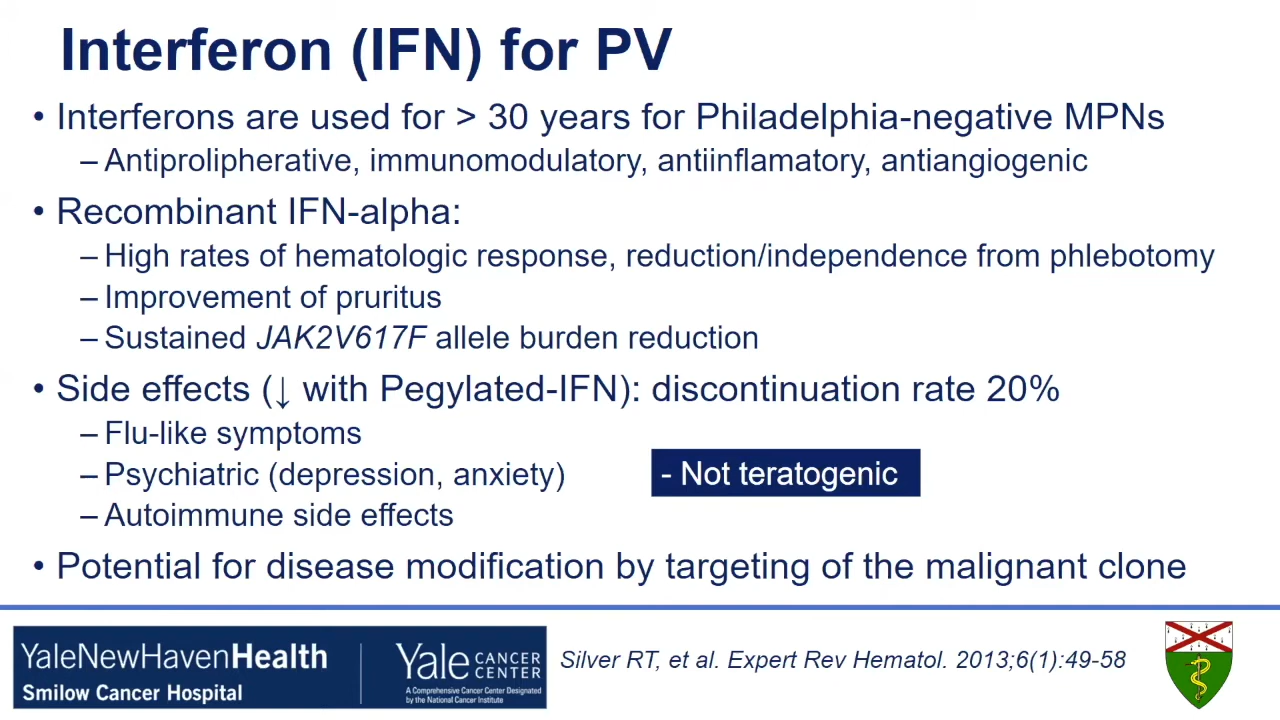 Interferon (IFN) for PV
• Interferons are used for > 30 years for Philadelphia-negative MPNs
– Antiprolipherative, immunomodulatory, antiinflamatory, antiangiogenic
• Recombinant IFN-alpha:
– High rates of hematologic response, reduction/independence from phlebotomy
– Improvement of pruritus
– Sustained JAK2V617F allele burden reduction
• Side effects (↓ with Pegylated-IFN): discontinuation rate 20%
– Flu-like symptoms
– Psychiatric (depression, anxiety)
- Not teratogenic
– Autoimmune side effects
• Potential for disease modification by targeting of the malignant clone
YaleNewHavenHealth
Smilow Cancer Hospital
Yale CANCER CENTER
A Comprehensive Cancer Center Designated
by the National Cancer Institute
Silver RT, et al. Expert Rev Hematol. 2013;6(1):49-58